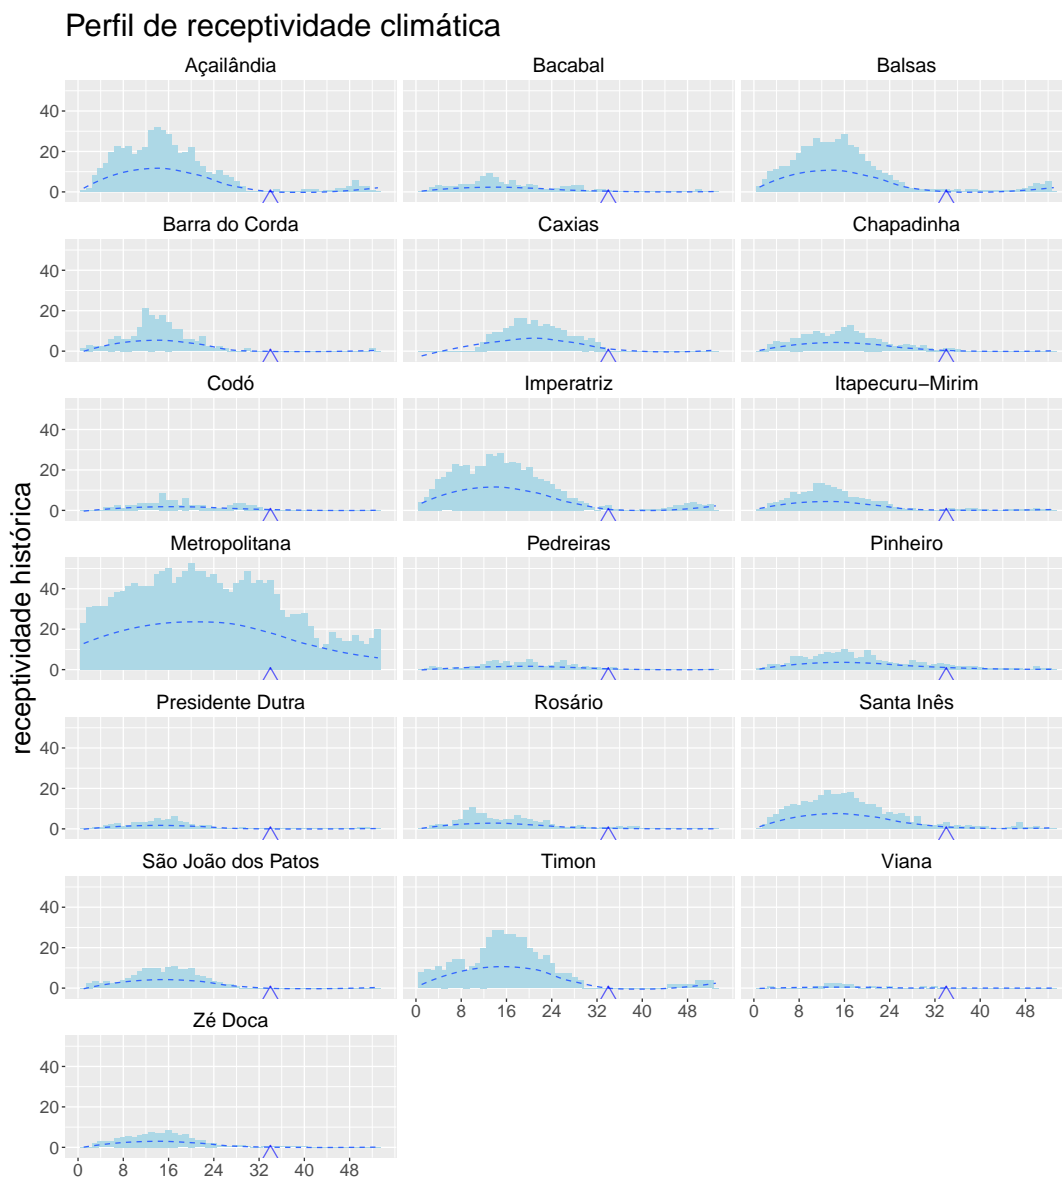 Perfil de receptividade climática
Açailândia Bacabal Balsas
40
20
0
Barra do Corda Caxias Chapadinha
40
20
0
Codó Imperatriz Itapecuru−Mirim
40
20
0
receptividade histórica
Metropolitana Pedreiras Pinheiro
40
20
0
Presidente Dutra Rosário Santa Inês
40
20
0
São João dos Patos Timon Viana
40
20
0
0 8 16 24 32 40 48 0 8 16 24 32 40 48
Zé Doca
40
20
0
0 8 16 24 32 40 48